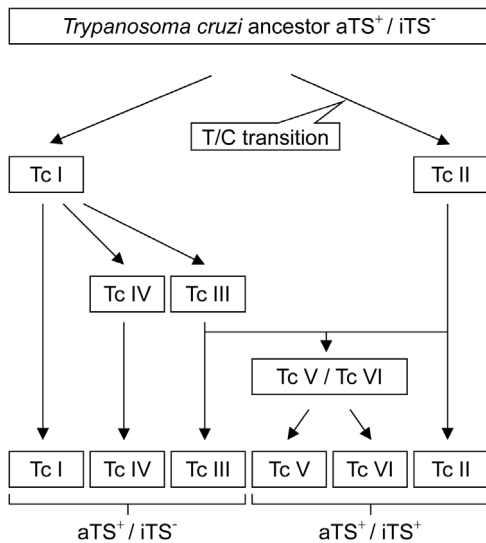 Trypanosoma cruzi ancestor aTS⁺ / iTS⁻
T/C transition
Tc I
Tc II
Tc IV
Tc III
Tc V / Tc VI
Tc I
Tc IV
Tc III
Tc V
Tc VI
Tc II
aTS⁺ / iTS⁻
aTS⁺ / iTS⁺